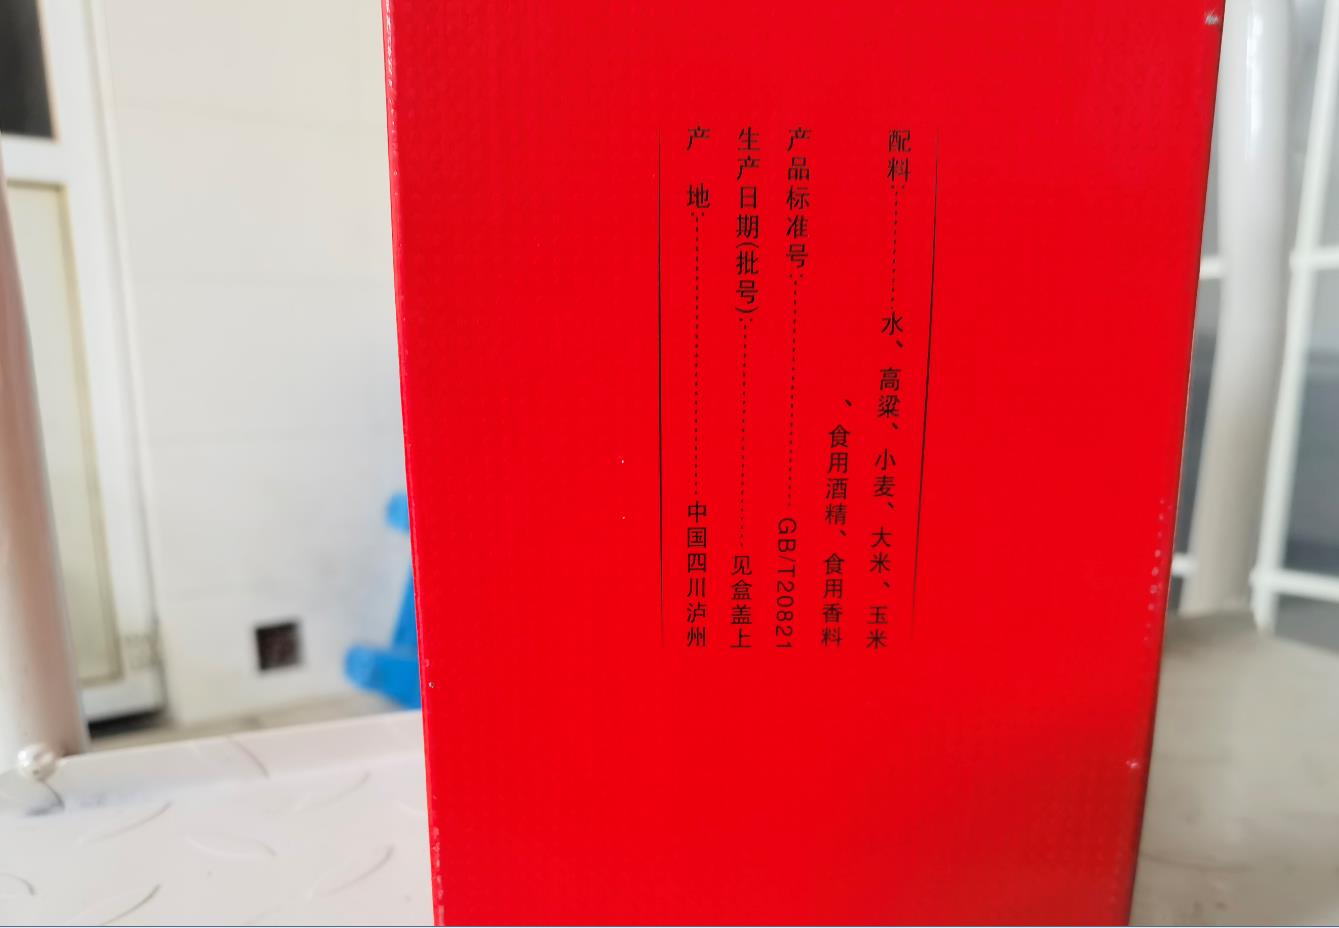 配料：水、高粱、小麦、大米、玉米
、食用酒精、食用香料
产品标准号：GB/T20821
生产日期(批号)：见盒盖上
产 地：中国四川泸州